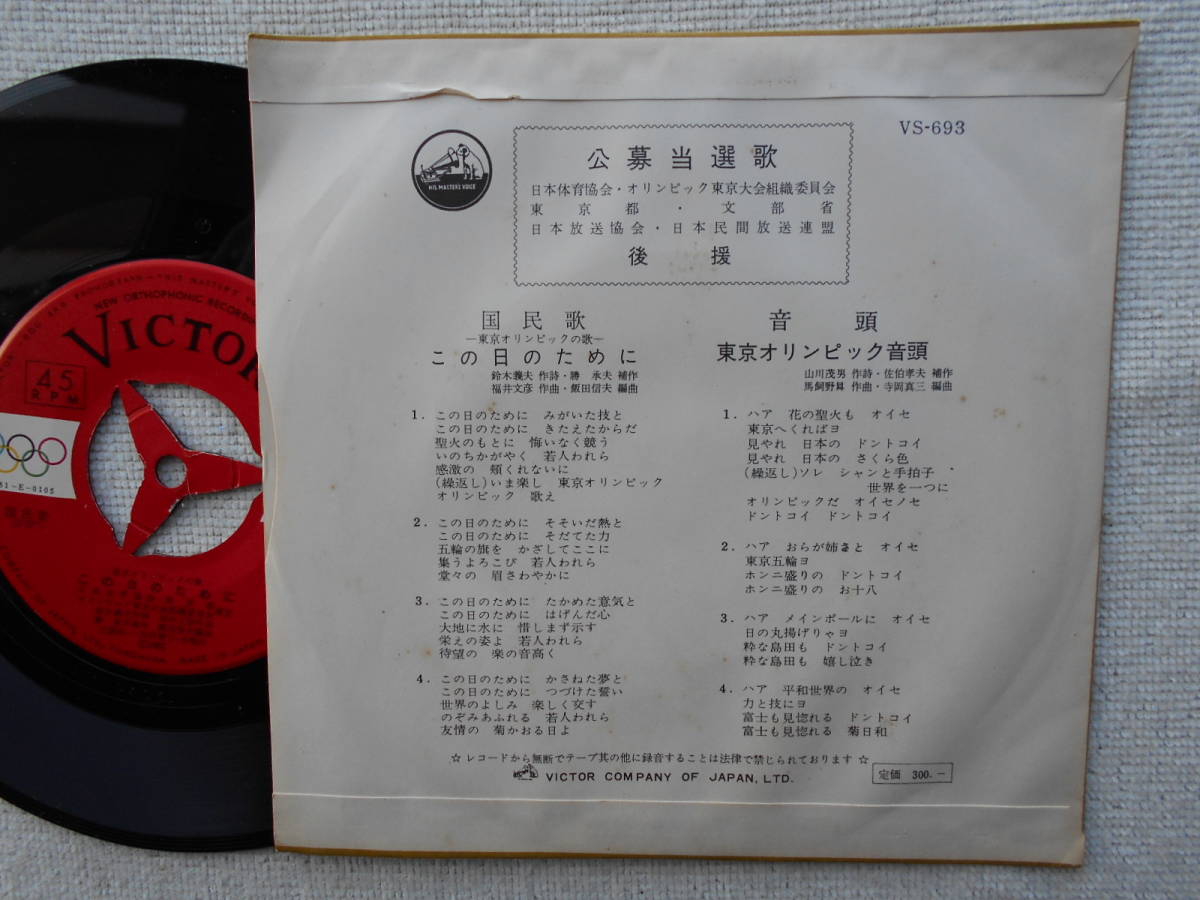 VS-693
HIS MASTER'S VOICE
公募当選歌
日本体育協会・オリンピック東京大会組織委員会
東京都・文部省
日本放送協会・日本民間放送連盟
後援
国民歌
―東京オリンピックの歌―
この日のために
鈴木義夫 作詩・勝 承夫 補作
福井文彦 作曲・飯田信夫 編曲
1. この日のために みがいた技と
この日のために きたえたからだ
聖火のもとに 悔いなく競う
いのちかがやく 若人われら
感激の 頬くれないに
(繰返し)いま楽し 東京オリンピック
オリンピック 歌え
2. この日のために そそいだ熱と
この日のために そだてた力
五輪の旗を かざしてここに
集うよろこび 若人われら
堂々の 眉さわやかに
3. この日のために たかめた意気と
この日のために はげんだ心
大地に水に 惜しまず示す
栄えの姿よ 若人われら
待望の 楽の音高く
4. この日のために かさねた夢と
この日のために つづけた誓い
世界のよしみ 楽しく交す
のぞみあふれる 若人われら
友情の 菊かおる日よ
音頭
東京オリンピック音頭
山川茂男 作詩・佐伯孝夫 補作
馬飼野昇 作曲・寺岡真三 編曲
1. ハア 花の聖火も オイセ
東京へくればヨ
見やれ 日本の ドントコイ
見やれ 日本の さくら色
(繰返し)ソレ シャンと手拍子
世界を一つに
オリンピックだ オイセノセ
ドントコイ ドントコイ
2. ハア おらが姉さと オイセ
東京五輪ヨ
ホンニ盛りの ドントコイ
ホンニ盛りの お十八
3. ハア メインポールに オイセ
日の丸揚げりゃヨ
粋な島田も ドントコイ
粋な島田も 嬉し泣き
4. ハア 平和世界の オイセ
力と技にヨ
富士も見惚れる ドントコイ
富士も見惚れる 菊日和
☆ レコードから無断でテープ其の他に録音することは法律で禁じられております ☆
VICTOR COMPANY OF JAPAN, LTD.
定価 300.-
NEW ORTHOPHONIC RECORDING
VICTOR
45
RPM
この日のために